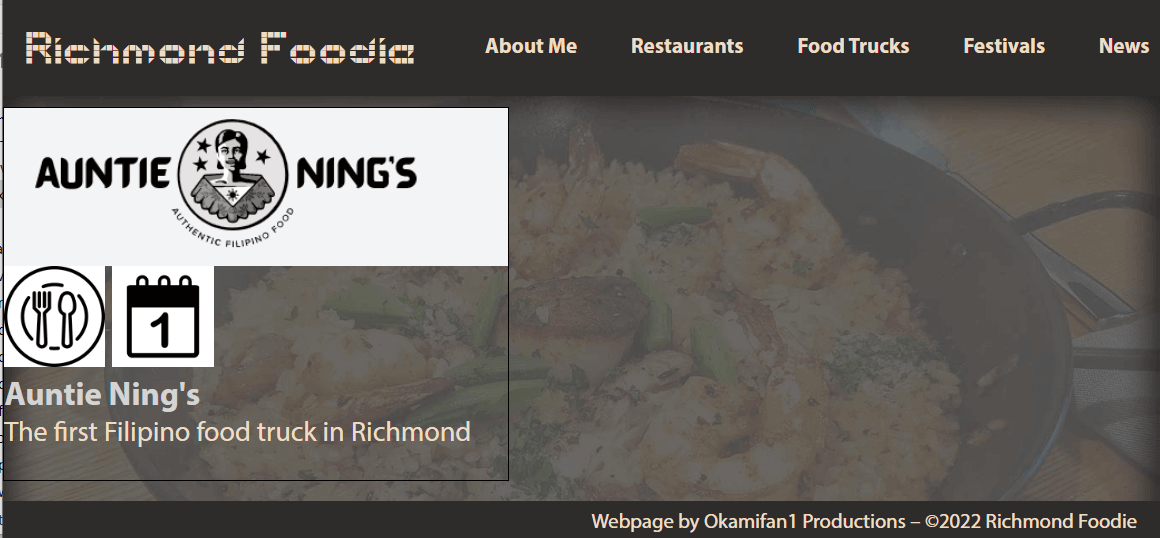 Richmond Foodie
About Me Restaurants Food Trucks Festivals News
AUNTIE NING'S
AUTHENTIC FILIPINO FOOD
1
Auntie Ning's
The first Filipino food truck in Richmond
Webpage by Okamifan1 Productions – ©2022 Richmond Foodie